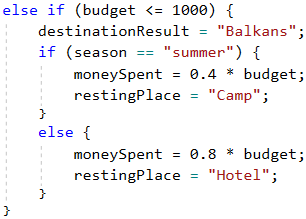 else if (budget <= 1000) {
    destinationResult = "Balkans";
    if (season == "summer") {
        moneySpent = 0.4 * budget;
        restingPlace = "Camp";
    }
    else {
        moneySpent = 0.8 * budget;
        restingPlace = "Hotel";
    }
}